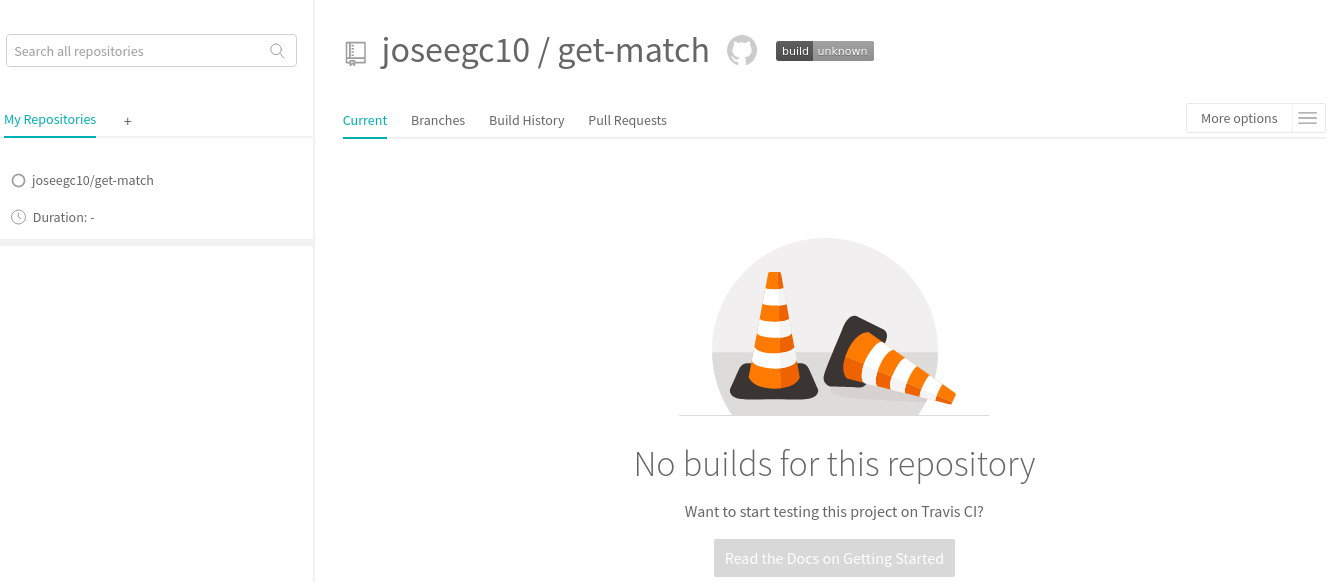 Search all repositories
My Repositories +
joseegc10/get-match
Duration: -
joseegc10 / get-match
build unknown
Current Branches Build History Pull Requests
More options
No builds for this repository
Want to start testing this project on Travis CI?
Read the Docs on Getting Started